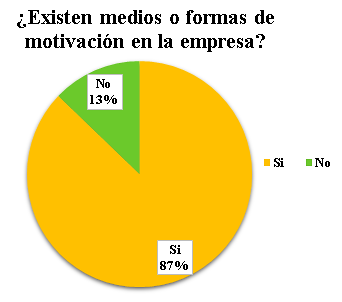 ¿Existen medios o formas de
motivación en la empresa?
No
13%
Si
No
Si
87%